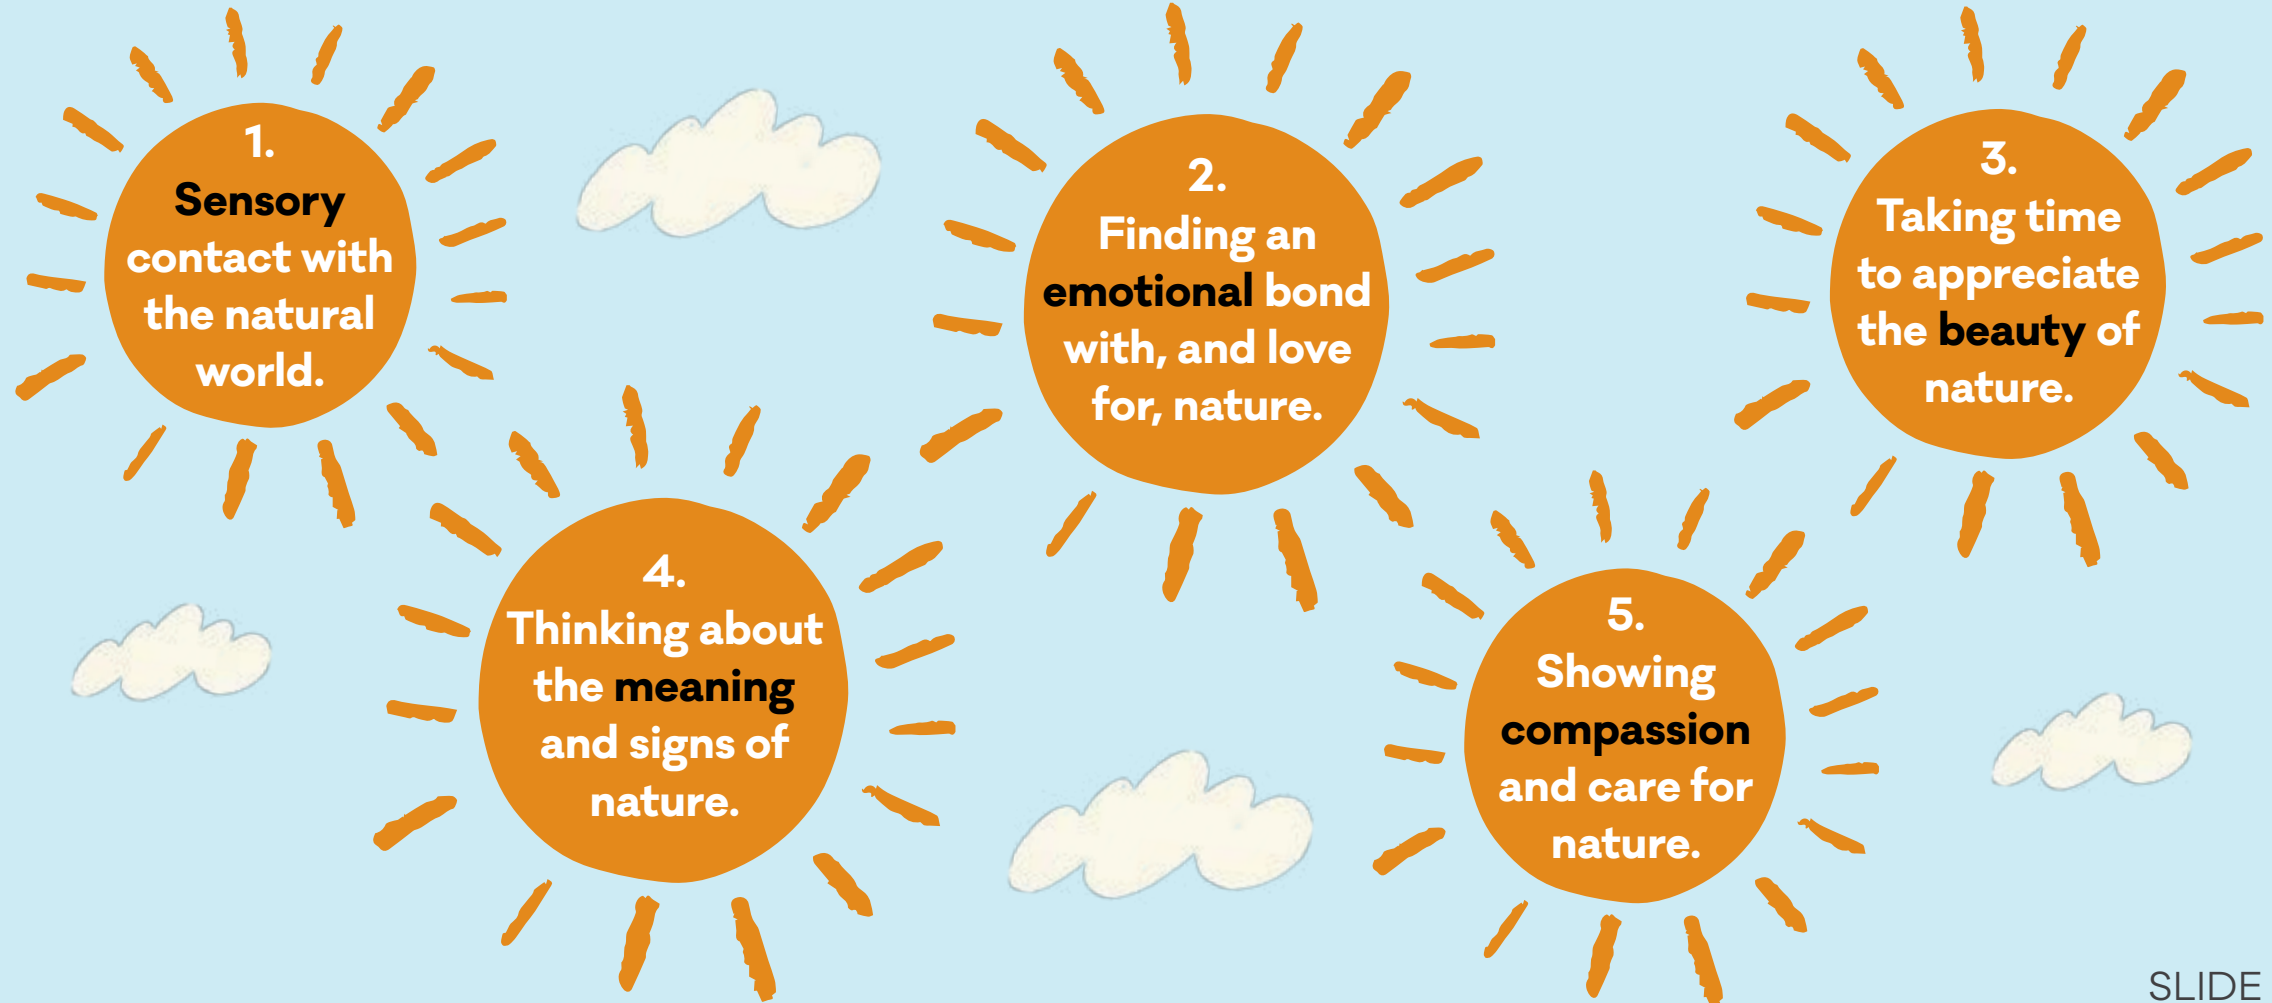 1.
Sensory
contact with
the natural
world.
2.
Finding an
emotional bond
with, and love
for, nature.
3.
Taking time
to appreciate
the beauty of
nature.
4.
Thinking about
the meaning
and signs of
nature.
5.
Showing
compassion
and care for
nature.
SLIDE